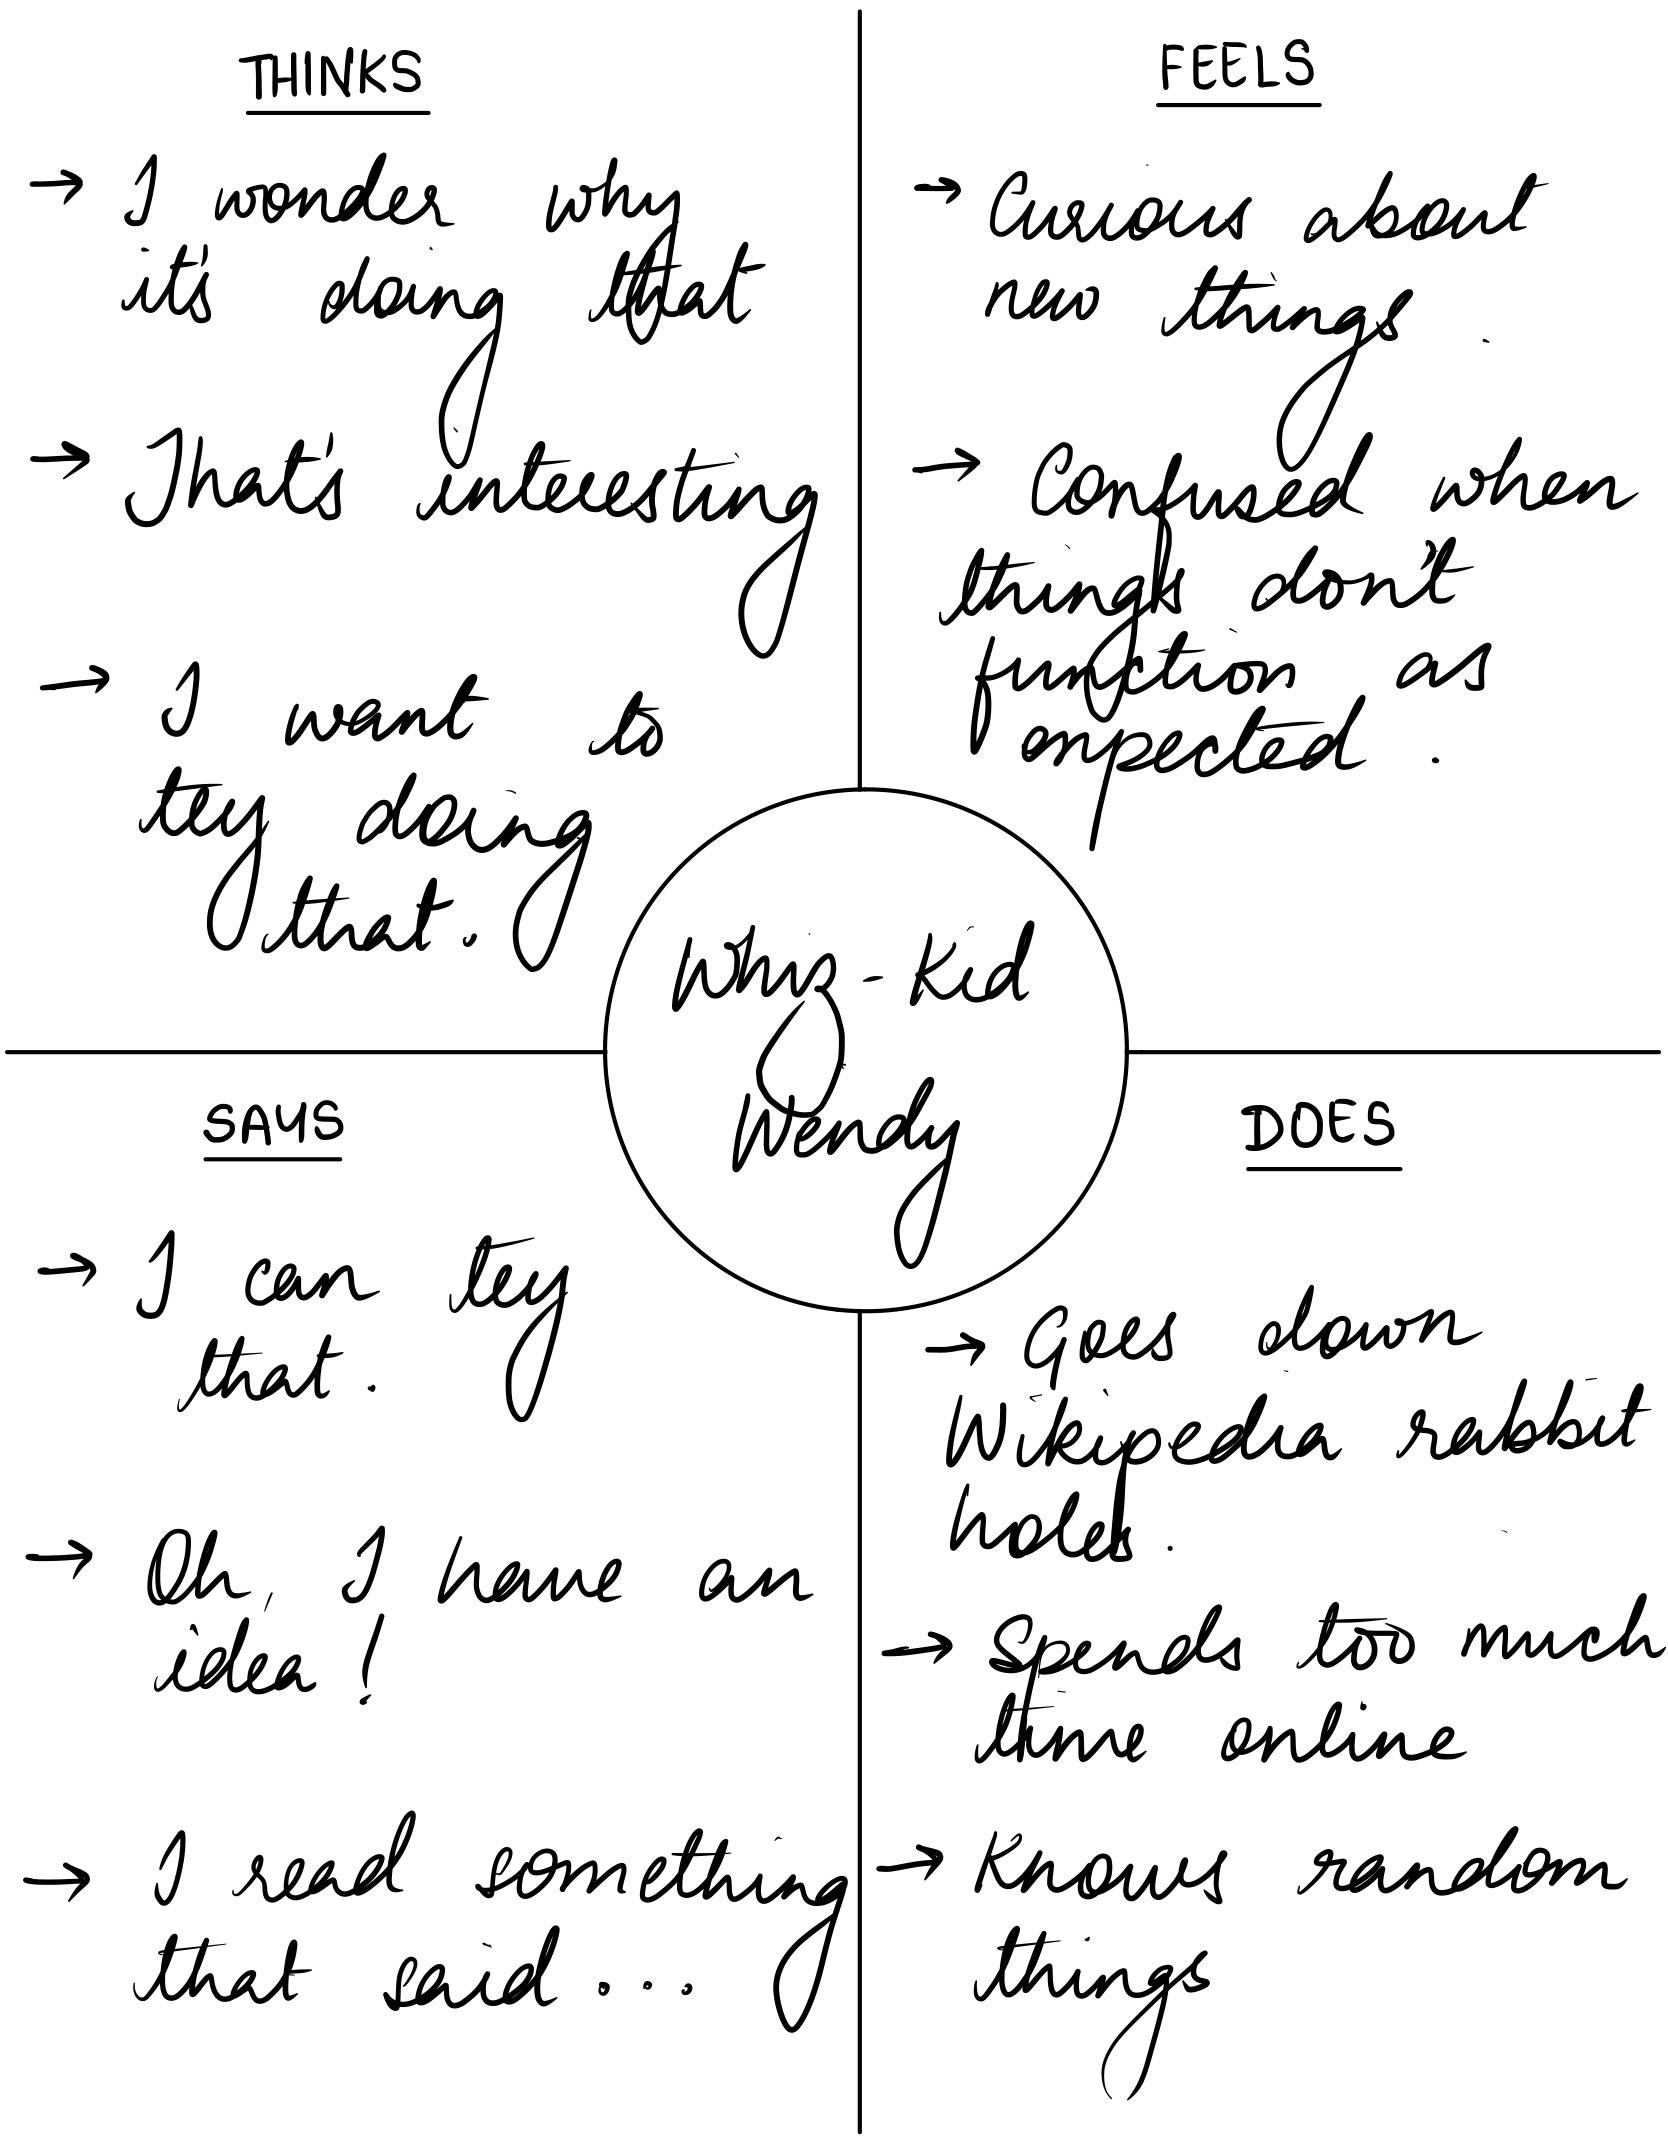 THINKS
→ I wonder why
it's doing that
→ That's interesting
→ I want to
try doing
that.
FEELS
→ Curious about
new things.
→ Confused when
things don't
function as
expected.
Whiz-Kid
Wendy
SAYS
→ I can try
that.
→ Oh, I have an
idea!
→ I read something
that said...
DOES
→ Goes down
Wikipedia rabbit
holes.
→ Spends too much
time online
→ Knows random
things